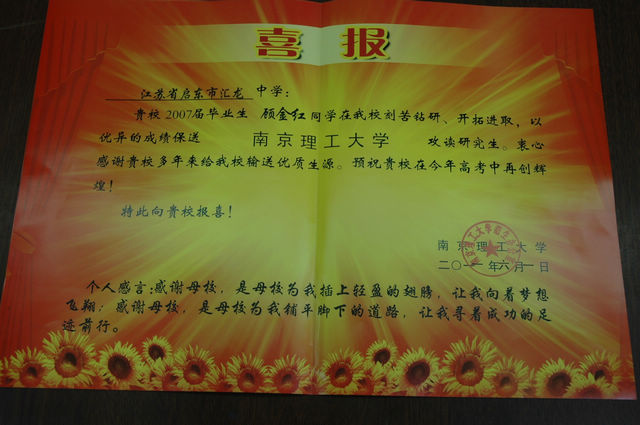 喜报
江苏省启东市汇龙中学：
贵校2007届毕业生 顾金红同学在我校刻苦钻研、开拓进取，以
优异的成绩保送 南京理工大学 攻读研究生。衷心
感谢贵校多年来给我校输送优质生源。预祝贵校在今年高考中再创辉
煌！
特此向贵校报喜！
南京理工大学
二〇一一年六月一日
个人感言:感谢母校，是母校为我插上轻盈的翅膀，让我向着梦想
飞翔；感谢母校，是母校为我铺平脚下的道路，让我寻着成功的足
迹前行。